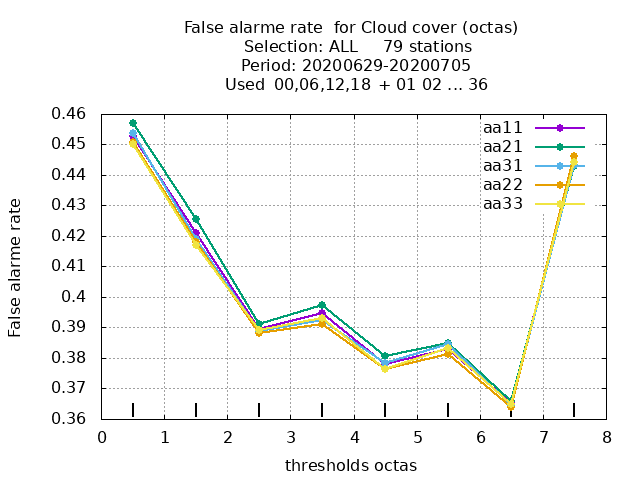 False alarme rate  for Cloud cover (octas)
Selection: ALL     79 stations
Period: 20200629-20200705
Used  00,06,12,18 + 01 02 ... 36
aa11
aa21
aa31
aa22
aa33
False alarme rate
0.46
0.45
0.44
0.43
0.42
0.41
0.4
0.39
0.38
0.37
0.36
0 1 2 3 4 5 6 7 8
thresholds octas